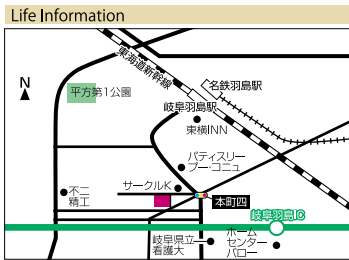 Life Information
N
東海道新幹線
名鉄羽島駅
平方第1公園
岐阜羽島駅
東横INN
パティスリー
プー・コニュ
サークルK
不二
精工
本町四
岐阜羽島IC
岐阜県立
看護大
ホーム
センター
バロー